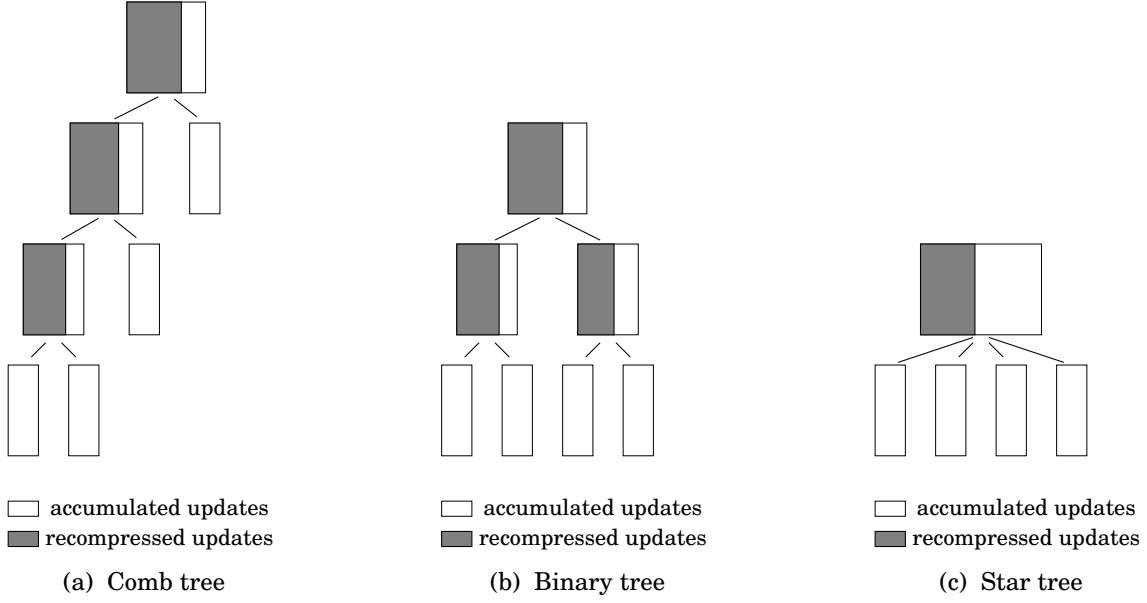 accumulated updates
recompressed updates
(a) Comb tree
accumulated updates
recompressed updates
(b) Binary tree
accumulated updates
recompressed updates
(c) Star tree